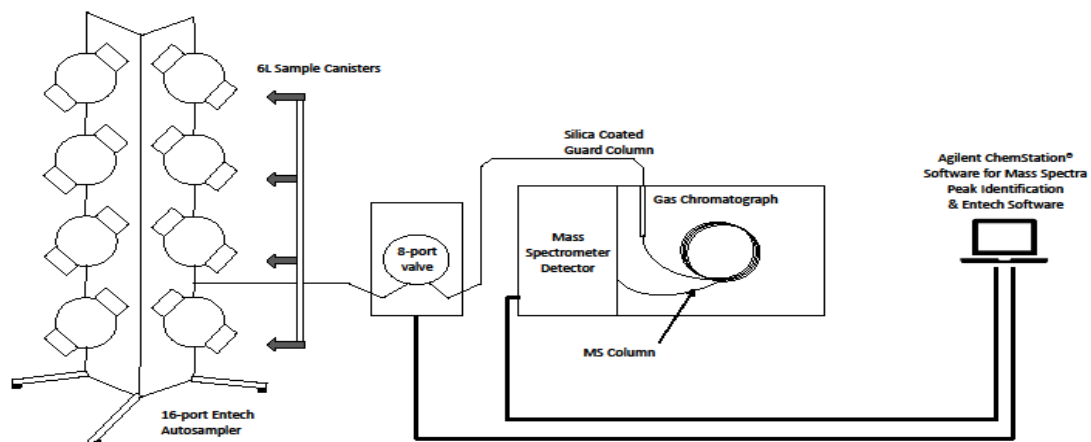 6L Sample Canisters
Silica Coated
Guard Column
Agilent ChemStation®
Software for Mass Spectra
Peak Identification
& Entech Software
Gas Chromatograph
8-port
valve
Mass
Spectrometer
Detector
MS Column
16-port Entech
Autosampler